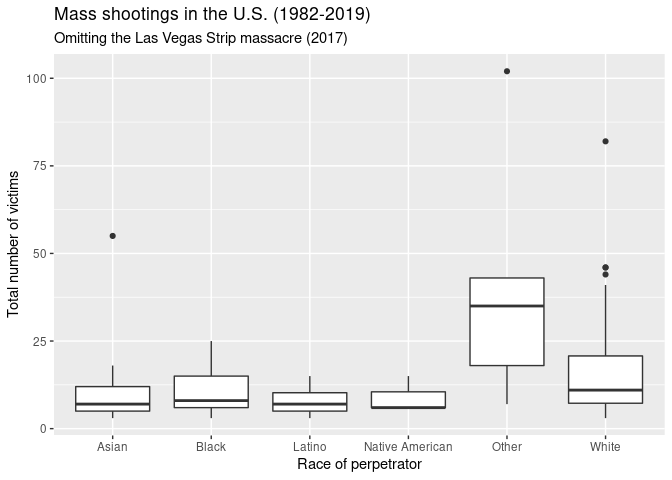 Mass shootings in the U.S. (1982-2019)
Omitting the Las Vegas Strip massacre (2017)
Total number of victims
100
75
50
25
0
Asian Black Latino Native American Other White
Race of perpetrator